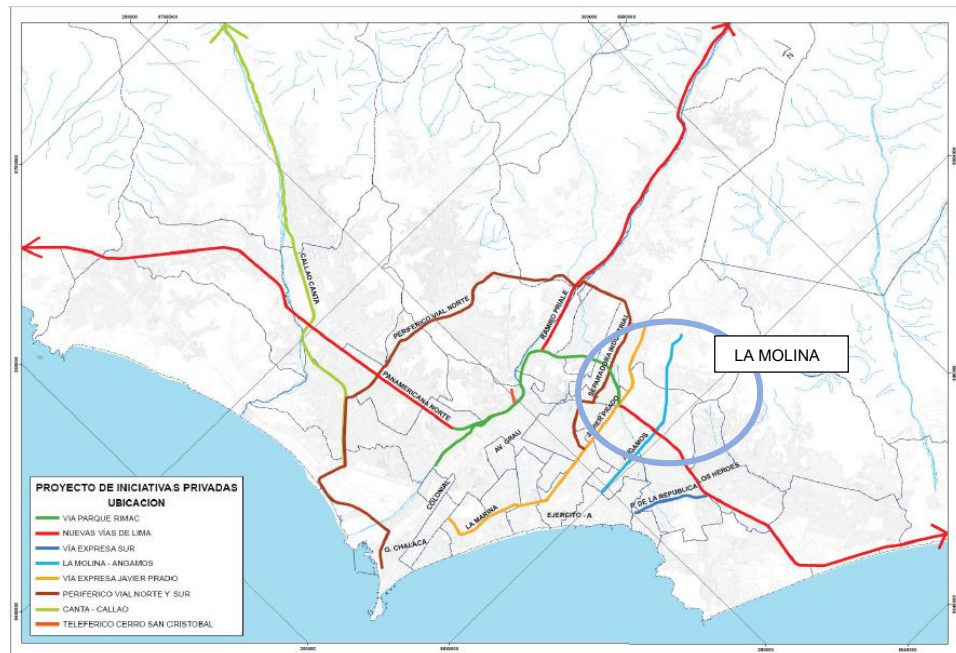 CALLAO CANTA
PERIFERICO VIAL NORTE
RAMIRO PRIALE
SEPARADORA INDUSTRIAL
LA MOLINA
PANAMERICANA NORTE
JAVIER PRADO
AV. GRAU
ANGAMOS
COLONIAL
P. DE LA REPUBLICA
LOS HEROES
LA MARINA
EJERCITO - A
G. CHALACA
PROYECTO DE INICIATIVAS PRIVADAS
UBICACION
VIA PARQUE RIMAC
NUEVAS VÍAS DE LIMA
VÍA EXPRESA SUR
LA MOLINA - ANGAMOS
VÍA EXPRESA JAVIER PRADO
PERIFERICO VIAL NORTE Y SUR
CANTA - CALLAO
TELEFERICO CERRO SAN CRISTOBAL
N